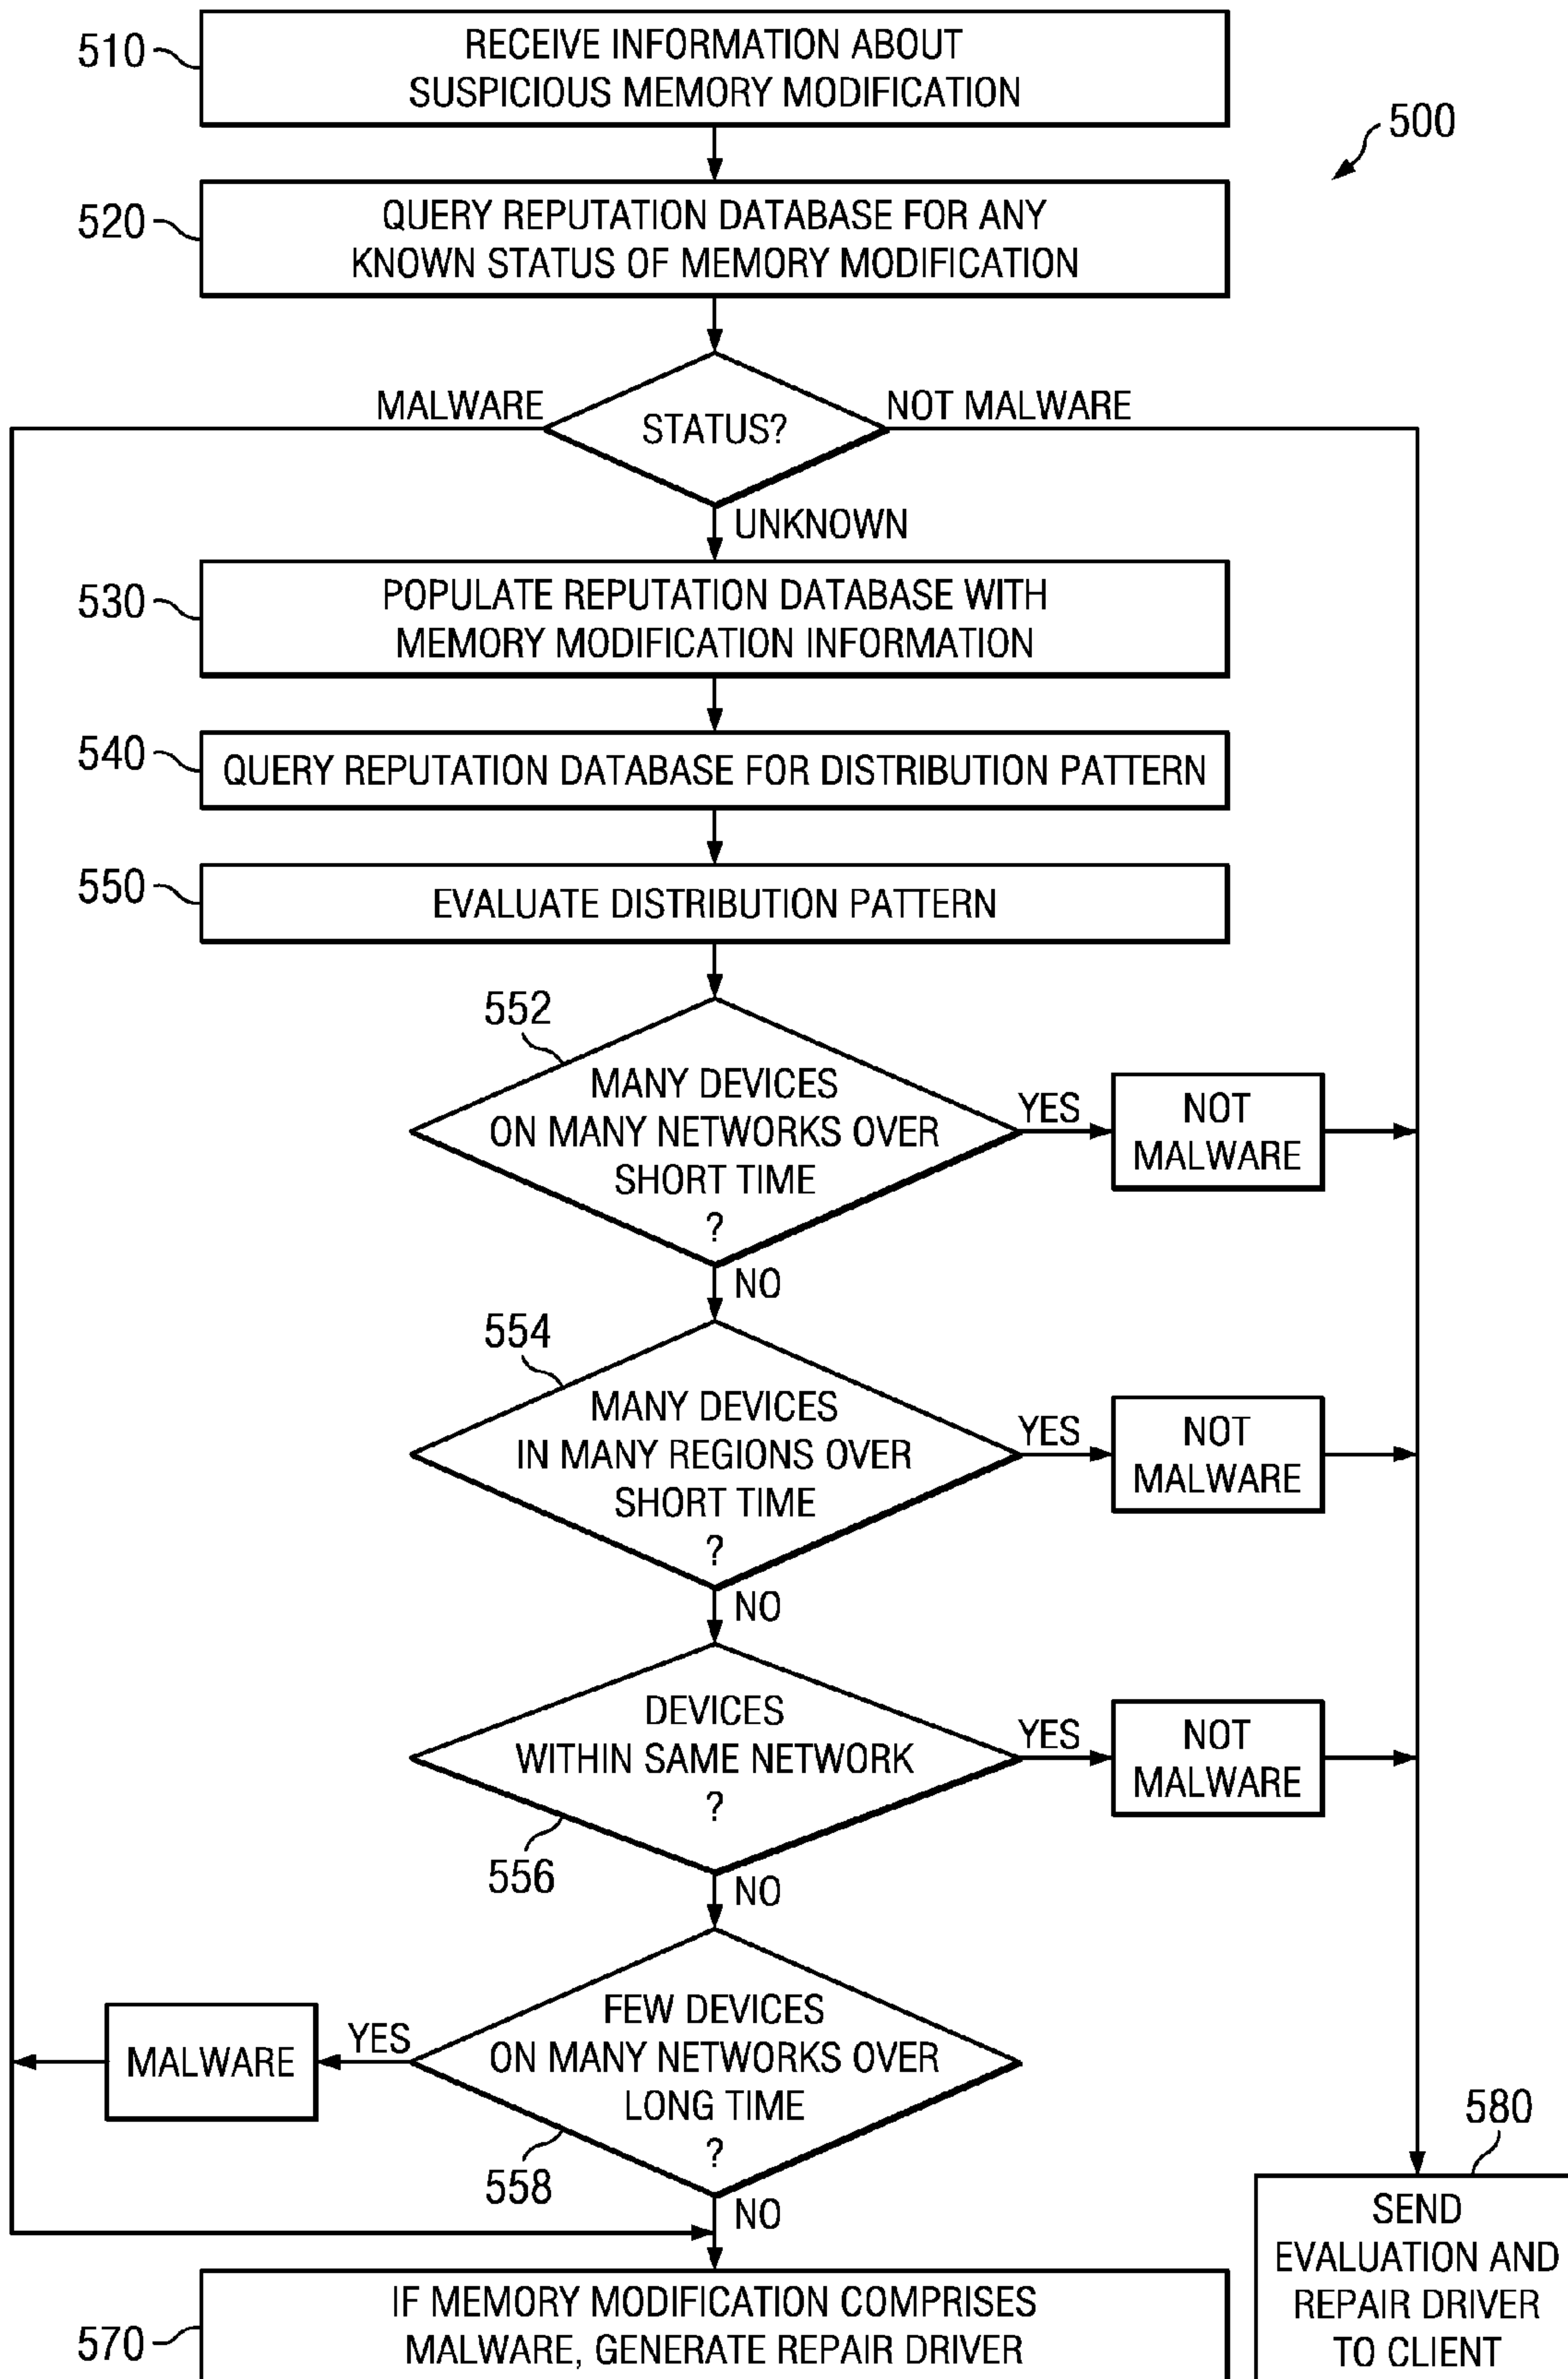 510
RECEIVE INFORMATION ABOUT
SUSPICIOUS MEMORY MODIFICATION
500
520
QUERY REPUTATION DATABASE FOR ANY
KNOWN STATUS OF MEMORY MODIFICATION
MALWARE
STATUS?
NOT MALWARE
UNKNOWN
530
POPULATE REPUTATION DATABASE WITH
MEMORY MODIFICATION INFORMATION
540
QUERY REPUTATION DATABASE FOR DISTRIBUTION PATTERN
550
EVALUATE DISTRIBUTION PATTERN
552
MANY DEVICES
ON MANY NETWORKS OVER
SHORT TIME
?
YES
NOT
MALWARE
NO
554
MANY DEVICES
IN MANY REGIONS OVER
SHORT TIME
?
YES
NOT
MALWARE
NO
DEVICES
WITHIN SAME NETWORK
?
YES
NOT
MALWARE
556
NO
FEW DEVICES
ON MANY NETWORKS OVER
LONG TIME
?
YES
MALWARE
558
NO
580
SEND
EVALUATION AND
REPAIR DRIVER
TO CLIENT
570
IF MEMORY MODIFICATION COMPRISES
MALWARE, GENERATE REPAIR DRIVER